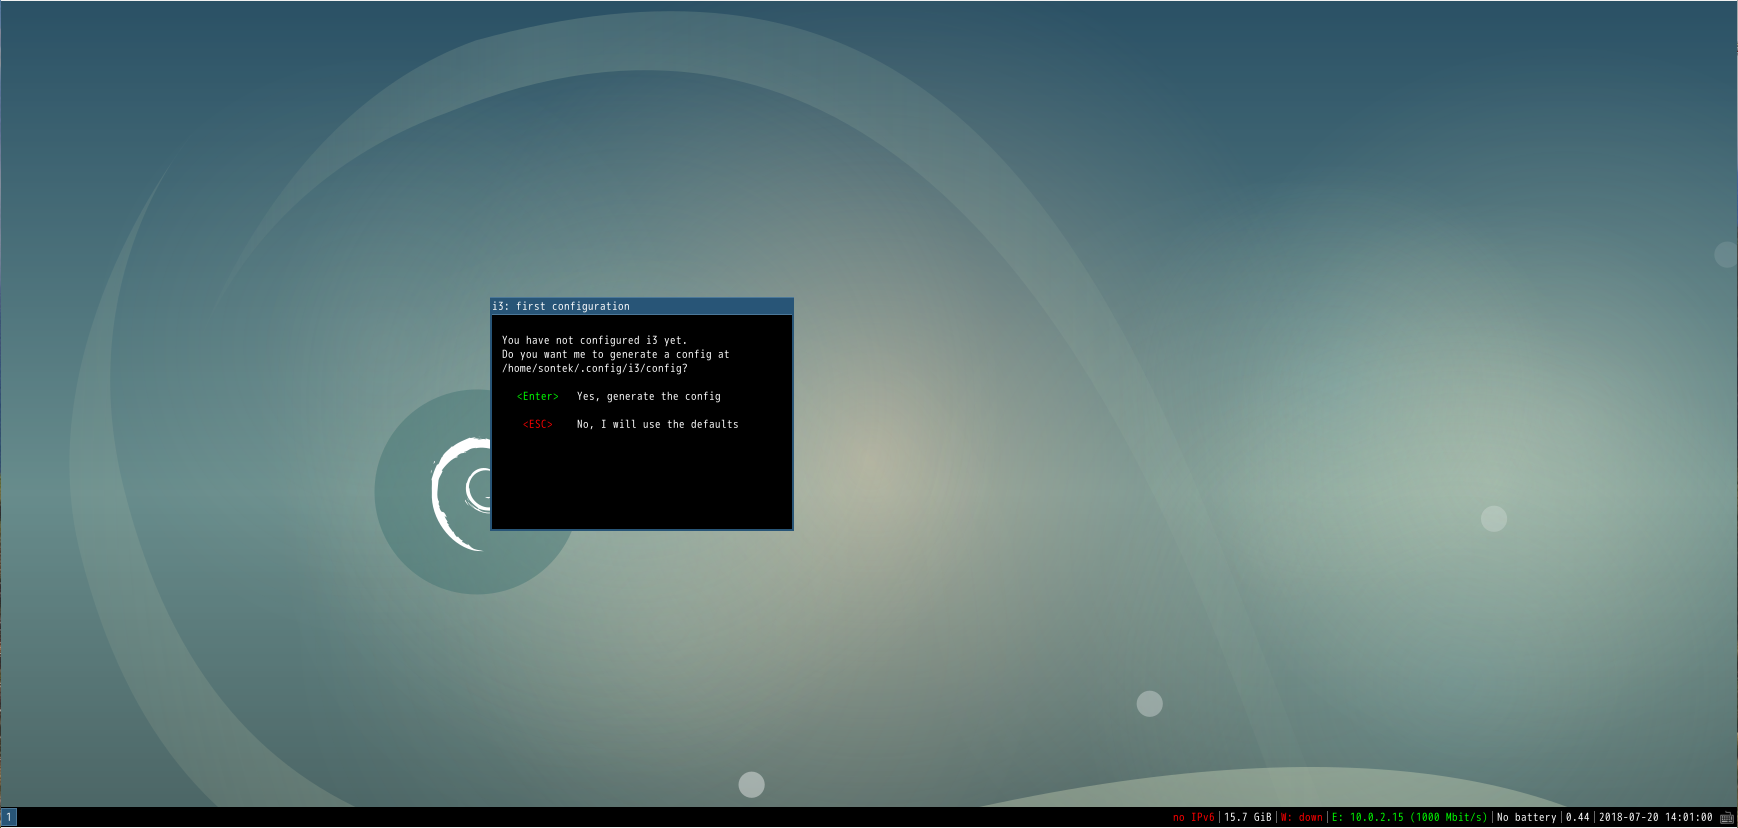 i3: first configuration
You have not configured i3 yet.
Do you want me to generate a config at
/home/sontek/.config/i3/config?
<Enter> Yes, generate the config
<ESC> No, I will use the defaults
1 no IPv6|15.7 GiB|W: down|E: 10.0.2.15 (1000 Mbit/s)|No battery|0.44|2018-07-20 14:01:00